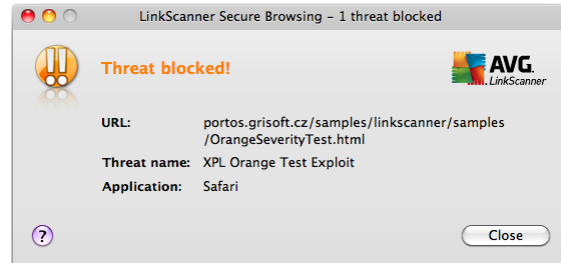 LinkScanner Secure Browsing – 1 threat blocked
Threat blocked!
AVG.
LinkScanner
URL: portos.grisoft.cz/samples/linkscanner/samples
/OrangeSeverityTest.html
Threat name: XPL Orange Test Exploit
Application: Safari
? Close